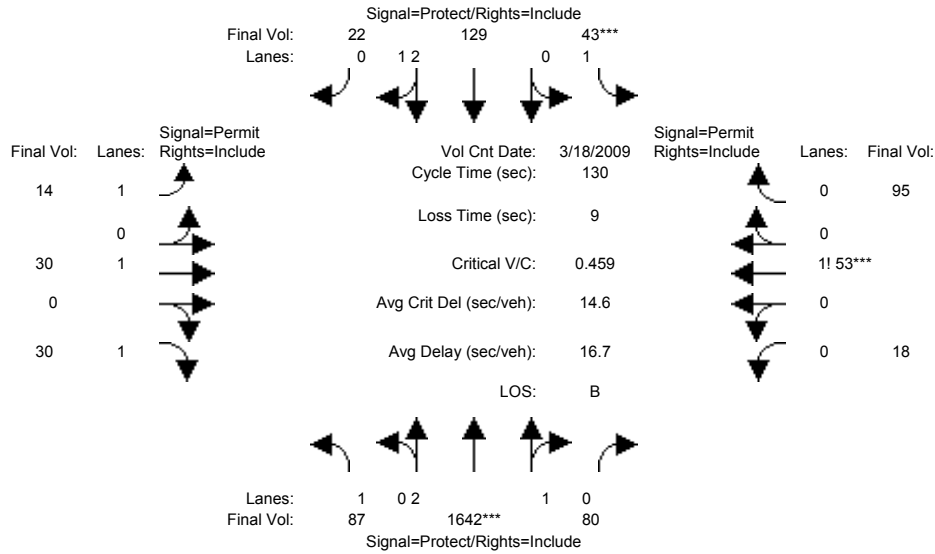 Signal=Protect/Rights=Include
Final Vol: 22 129 43***
Lanes: 0 1 2 0 1
Signal=Permit Signal=Permit
Final Vol: Lanes: Rights=Include Vol Cnt Date: 3/18/2009 Rights=Include Lanes: Final Vol:
Cycle Time (sec): 130
14 1 0 95
Loss Time (sec): 9
0 0
30 1 Critical V/C: 0.459 1! 53***
0 Avg Crit Del (sec/veh): 14.6 0
30 1 Avg Delay (sec/veh): 16.7 0 18
LOS: B
Lanes: 1 0 2 1 0
Final Vol: 87 1642*** 80
Signal=Protect/Rights=Include